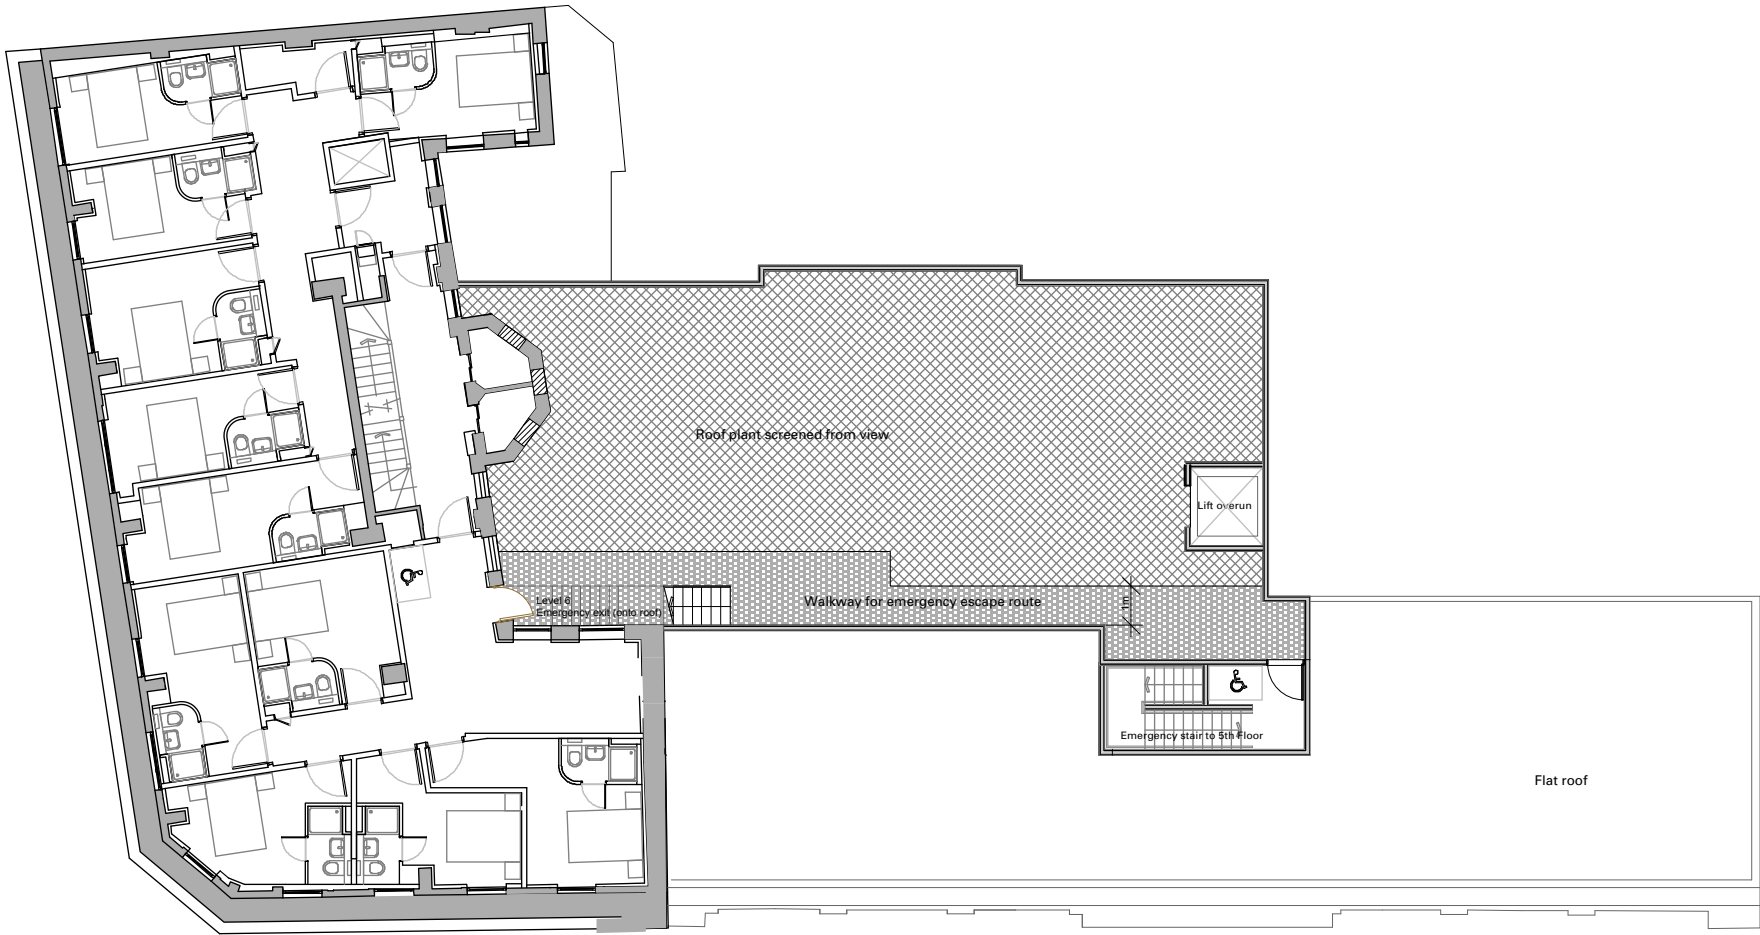 Roof plant screened from view
Lift overun
Level 6
Emergency exit (onto roof)
Walkway for emergency escape route
1m
Emergency stair to 5th Floor
Flat roof